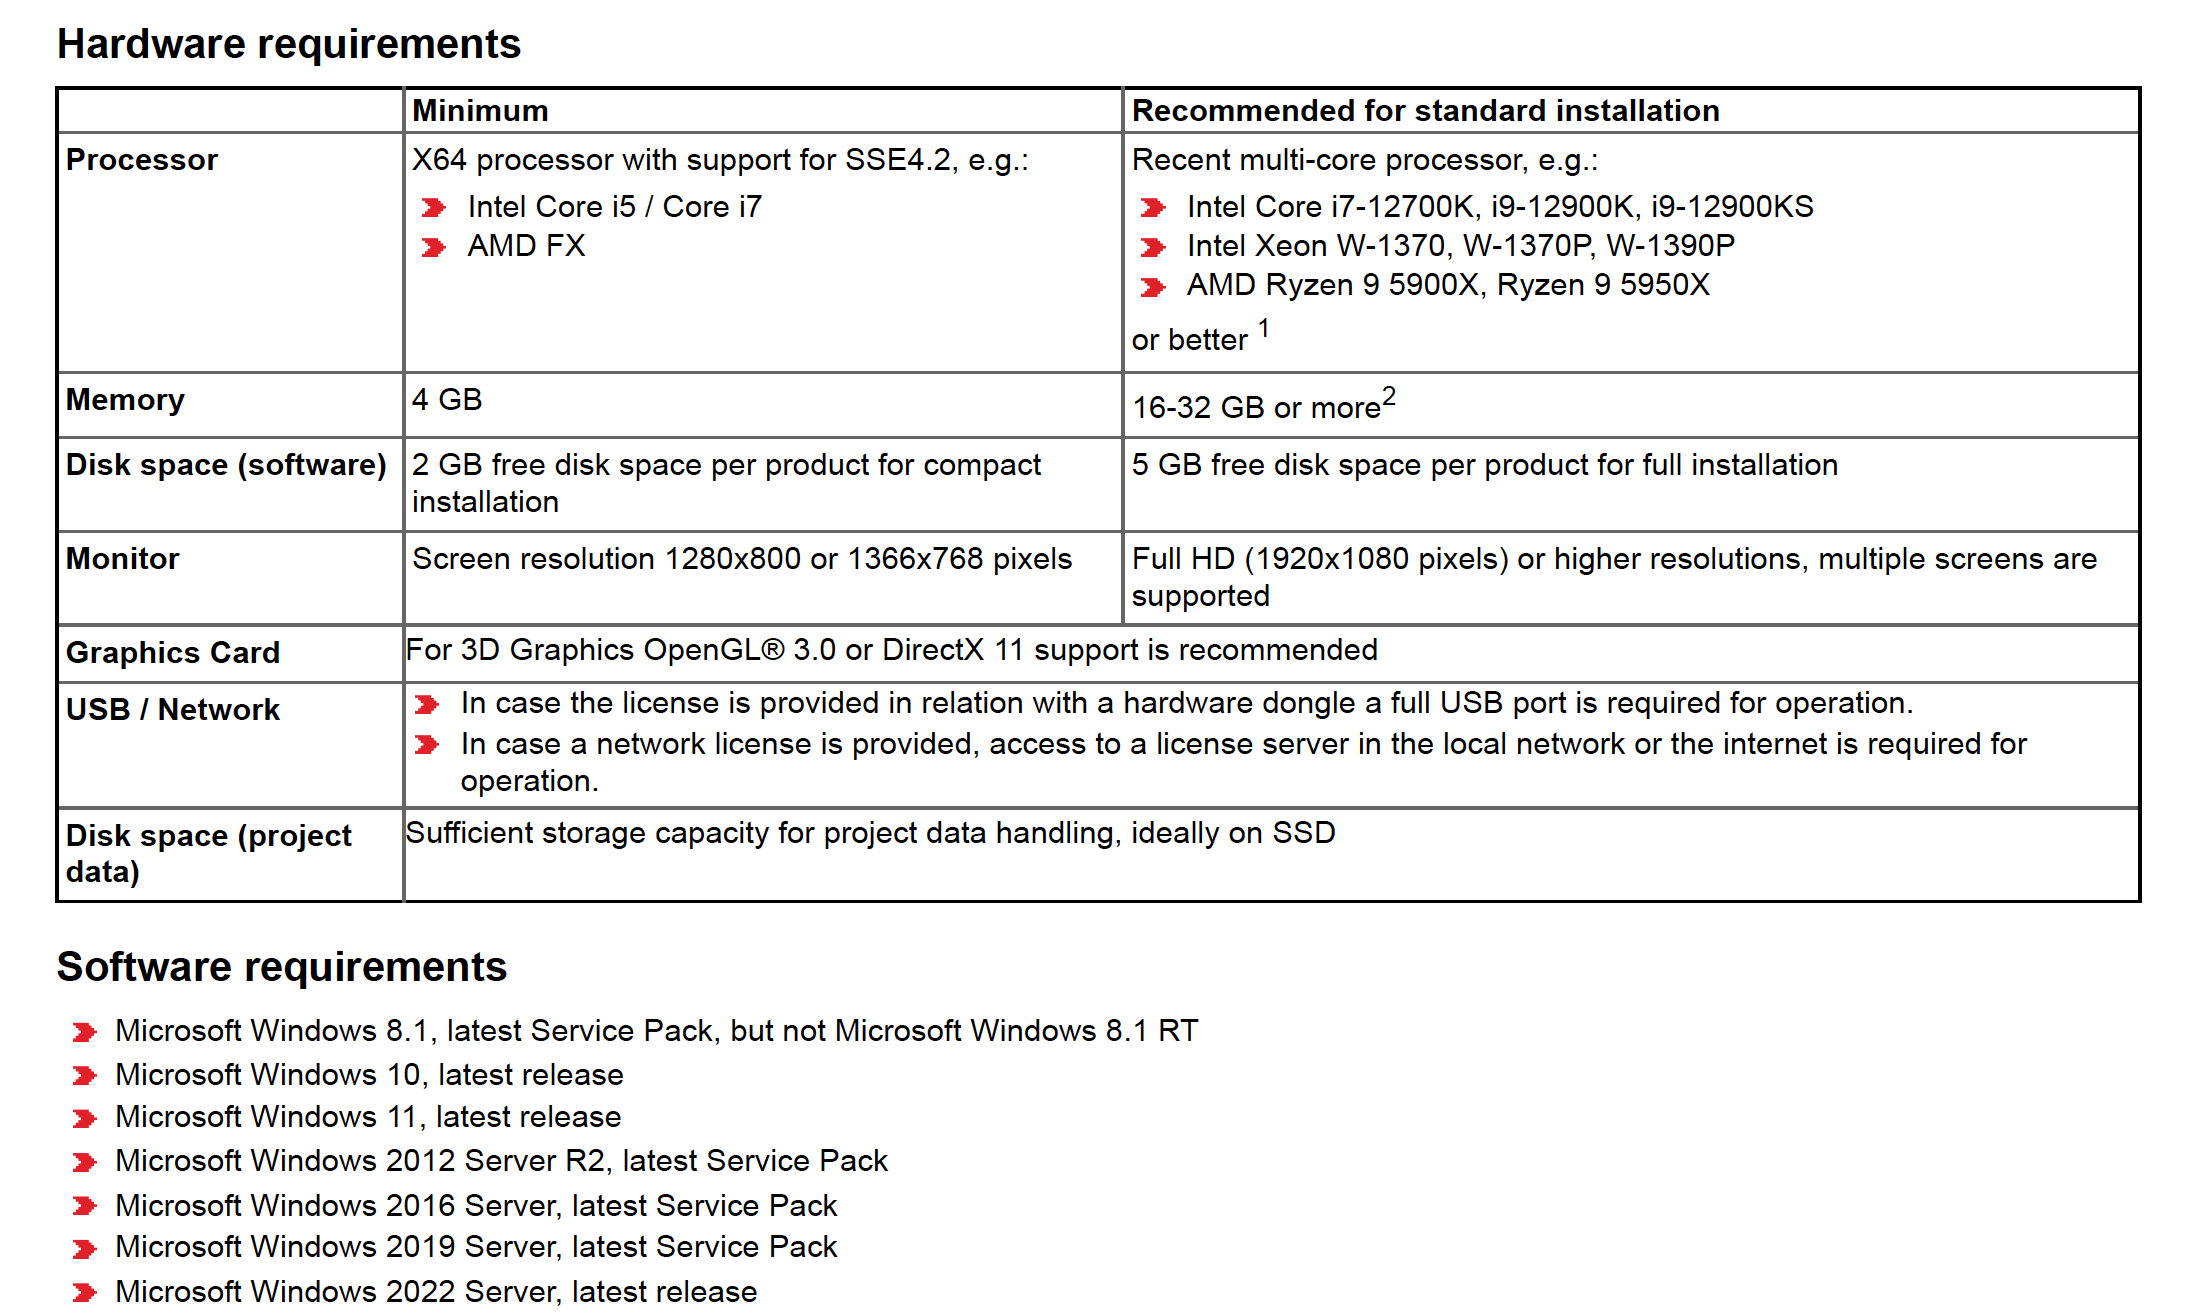 Hardware requirements
Minimum
Recommended for standard installation
Processor
X64 processor with support for SSE4.2, e.g.:
Intel Core i5 / Core i7
AMD FX
Recent multi-core processor, e.g.:
Intel Core i7-12700K, i9-12900K, i9-12900KS
Intel Xeon W-1370, W-1370P, W-1390P
AMD Ryzen 9 5900X, Ryzen 9 5950X
or better 1
Memory
4 GB
16-32 GB or more2
Disk space (software)
2 GB free disk space per product for compact
installation
5 GB free disk space per product for full installation
Monitor
Screen resolution 1280x800 or 1366x768 pixels
Full HD (1920x1080 pixels) or higher resolutions, multiple screens are
supported
Graphics Card
For 3D Graphics OpenGL® 3.0 or DirectX 11 support is recommended
USB / Network
In case the license is provided in relation with a hardware dongle a full USB port is required for operation.
In case a network license is provided, access to a license server in the local network or the internet is required for
operation.
Disk space (project
data)
Sufficient storage capacity for project data handling, ideally on SSD
Software requirements
Microsoft Windows 8.1, latest Service Pack, but not Microsoft Windows 8.1 RT
Microsoft Windows 10, latest release
Microsoft Windows 11, latest release
Microsoft Windows 2012 Server R2, latest Service Pack
Microsoft Windows 2016 Server, latest Service Pack
Microsoft Windows 2019 Server, latest Service Pack
Microsoft Windows 2022 Server, latest release